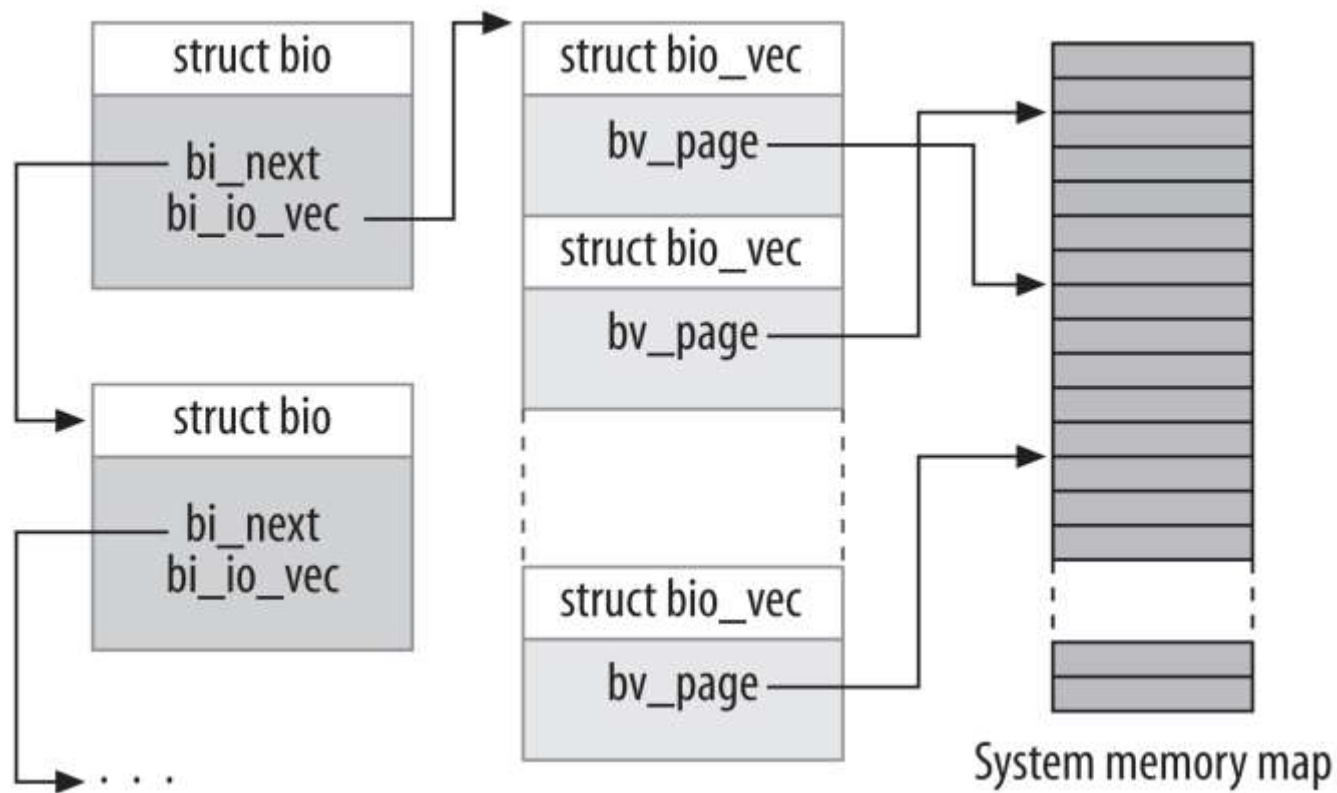 struct bio
bi_next
bi_io_vec
struct bio
bi_next
bi_io_vec
. . .
struct bio_vec
bv_page
struct bio_vec
bv_page
struct bio_vec
bv_page
System memory map